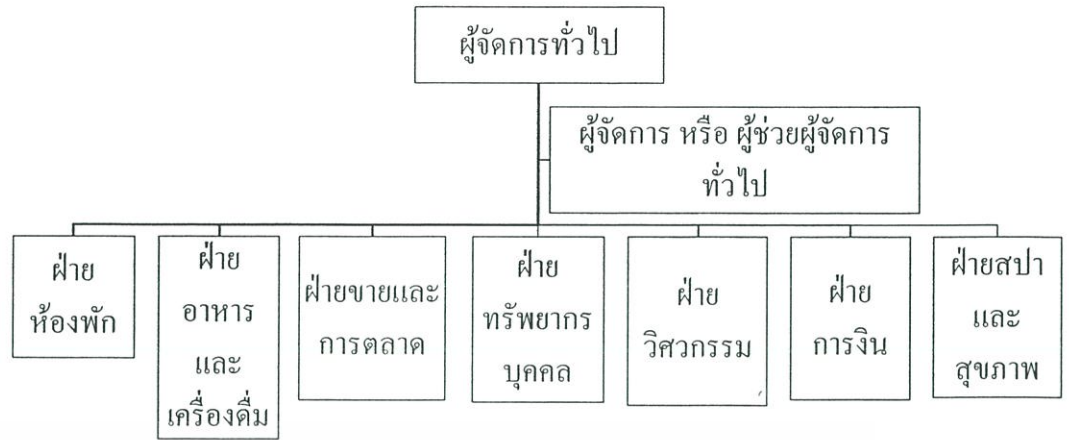 ผู้จัดการทั่วไป
ผู้จัดการ หรือ ผู้ช่วยผู้จัดการ
ทั่วไป
ฝ่าย
ห้องพัก
ฝ่าย
อาหาร
และ
เครื่องดื่ม
ฝ่ายขายและ
การตลาด
ฝ่าย
ทรัพยากร
บุคคล
ฝ่าย
วิศวกรรม
ฝ่าย
การเงิน
ฝ่ายสปา
และ
สุขภาพ